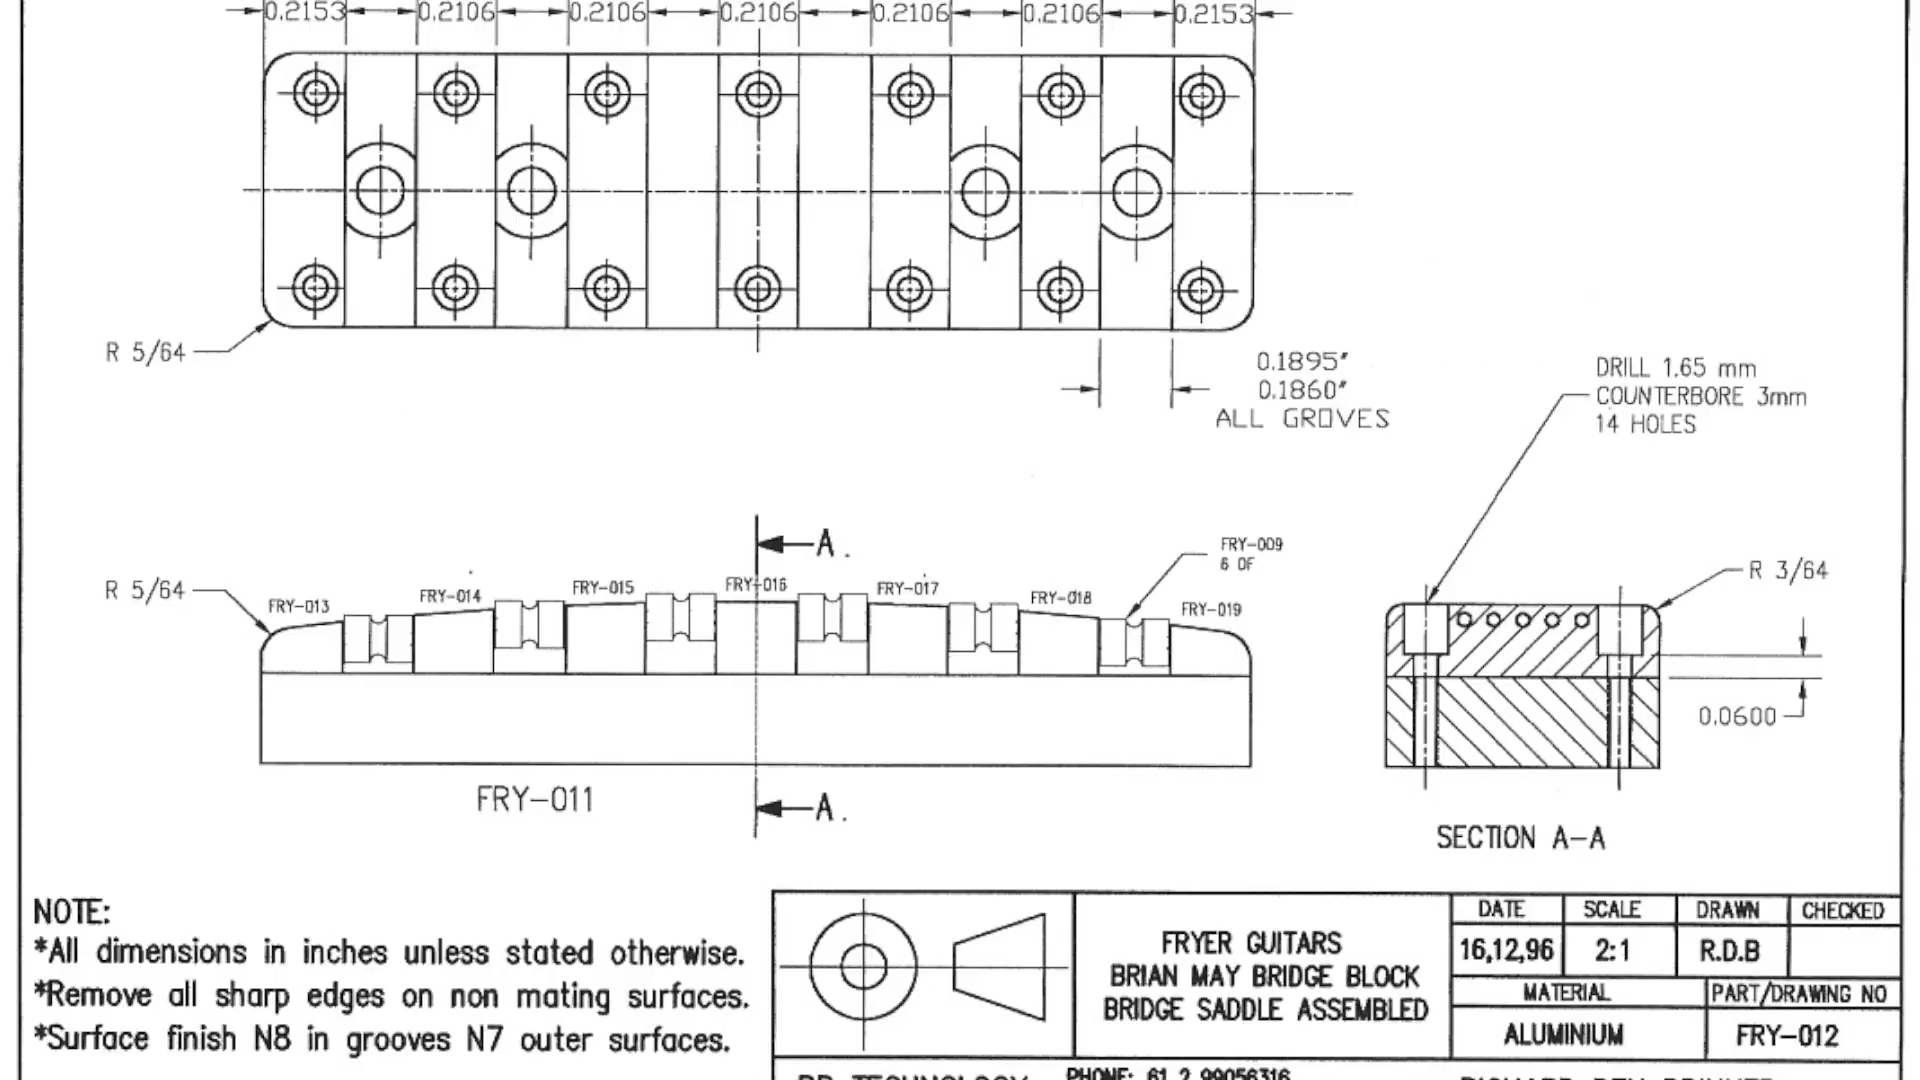 0.2153 0.2106 0.2106 0.2106 0.2106 0.2106 0.2153
R 5/64
0.1895"
0.1860"
ALL GROVES
DRILL 1.65 mm
COUNTERBORE 3mm
14 HOLES
A.
FRY-009
6 OF
R 5/64
FRY-013
FRY-014
FRY-015
FRY-016
FRY-017
FRY-018
FRY-019
R 3/64
0.0600
FRY-011
A.
SECTION A-A
NOTE:
*All dimensions in inches unless stated otherwise.
*Remove all sharp edges on non mating surfaces.
*Surface finish N8 in grooves N7 outer surfaces.
FRYER GUITARS
BRIAN MAY BRIDGE BLOCK
BRIDGE SADDLE ASSEMBLED
DATE SCALE DRAWN CHECKED
16,12,96 2:1 R.D.B
MATERIAL PART/DRAWING NO
ALUMINIUM FRY-012
TECHNOLOGY PHONE: 61 2 99056316